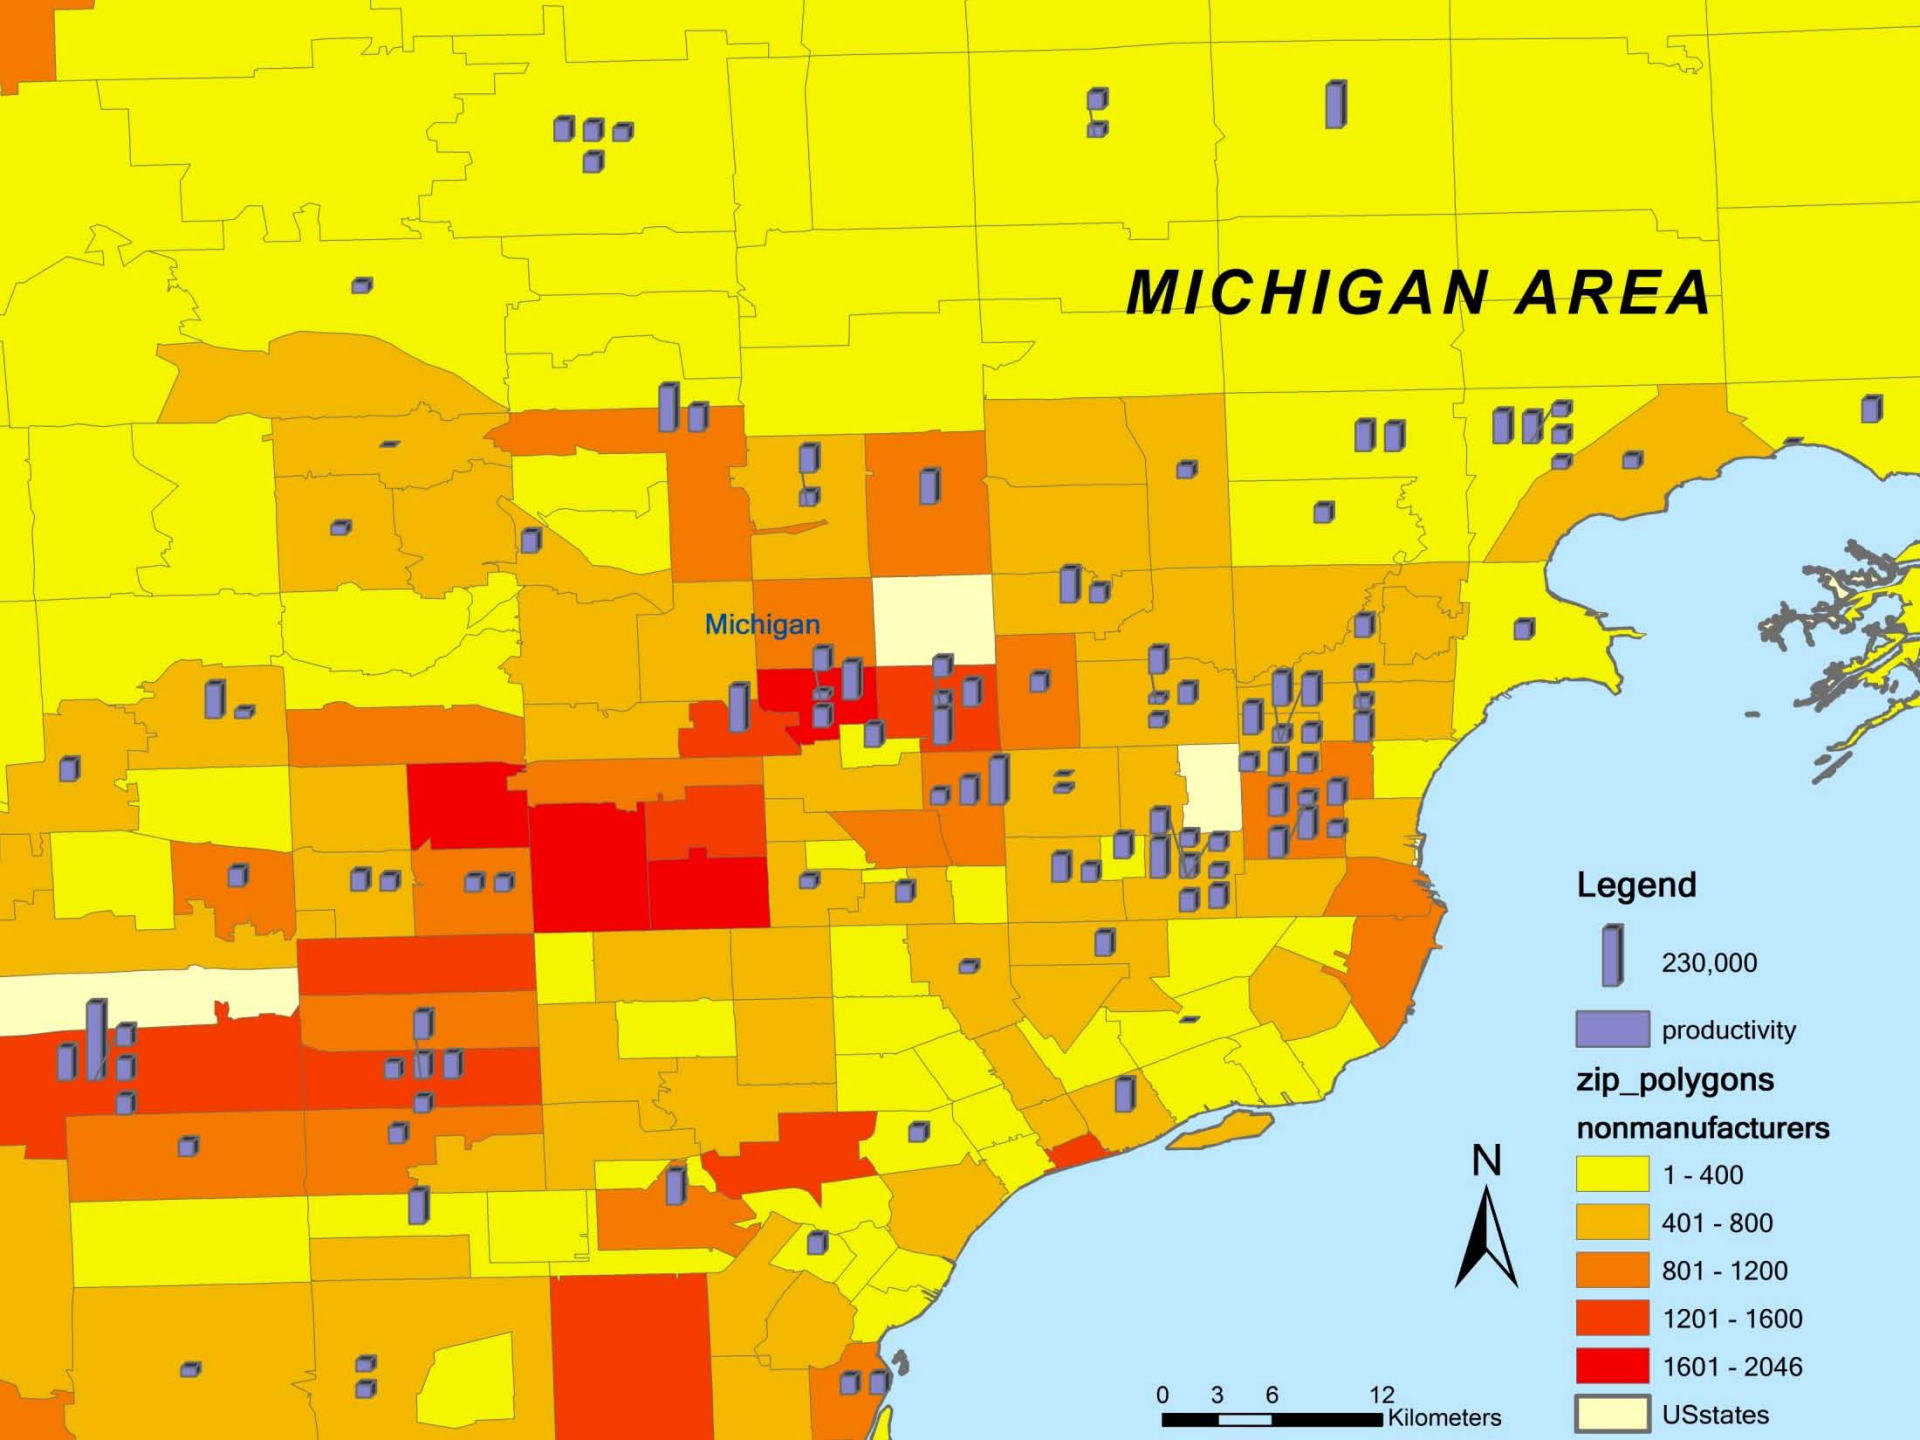 MICHIGAN AREA
Michigan
Legend
230,000
productivity
zip_polygons
nonmanufacturers
1 - 400
401 - 800
801 - 1200
1201 - 1600
1601 - 2046
USstates
N
0 3 6 12
Kilometers